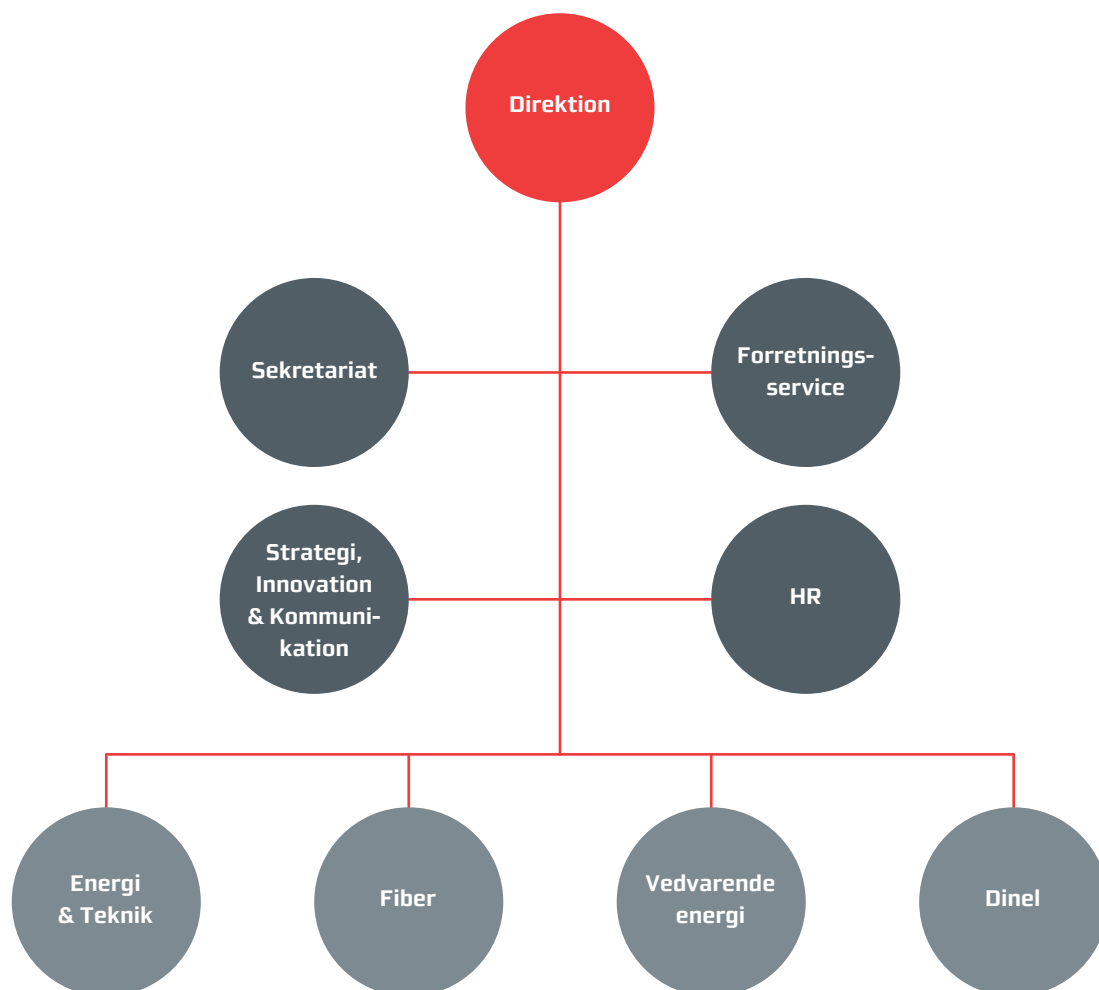 Direktion
Sekretariat
Forretnings-
service
Strategi,
Innovation
& Kommuni-
kation
HR
Energi
& Teknik
Fiber
Vedvarende
energi
Dinel